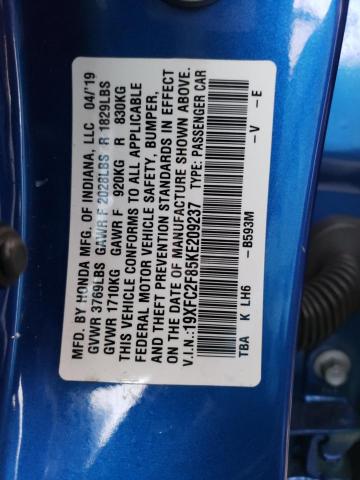 MFD. BY HONDA MFG. OF INDIANA, LLC 04/'19
GVWR 3769LBS GAWR F 2028LBS R 1829LBS
GVWR 1710KG GAWR F 920KG R 830KG
THIS VEHICLE CONFORMS TO ALL APPLICABLE
FEDERAL MOTOR VEHICLE SAFETY, BUMPER,
AND THEFT PREVENTION STANDARDS IN EFFECT
ON THE DATE OF MANUFACTURE SHOWN ABOVE.
V.I.N.:19XFC2F85KE209237 TYPE: PASSENGER CAR
TBA K LH6 -B593M -V -E